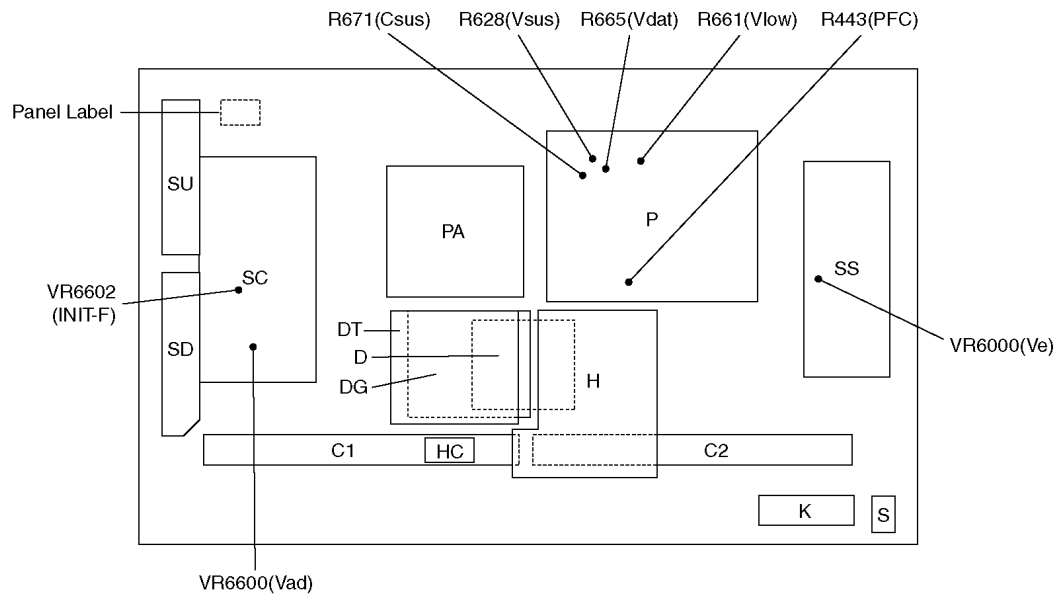 R671(Csus) R628(Vsus) R665(Vdat) R661(Vlow) R443(PFC)
Panel Label
SU
PA
P
SC
SS
VR6602
(INIT-F)
SD
DT
D
DG
H
VR6000(Ve)
C1
HC
C2
K
S
VR6600(Vad)